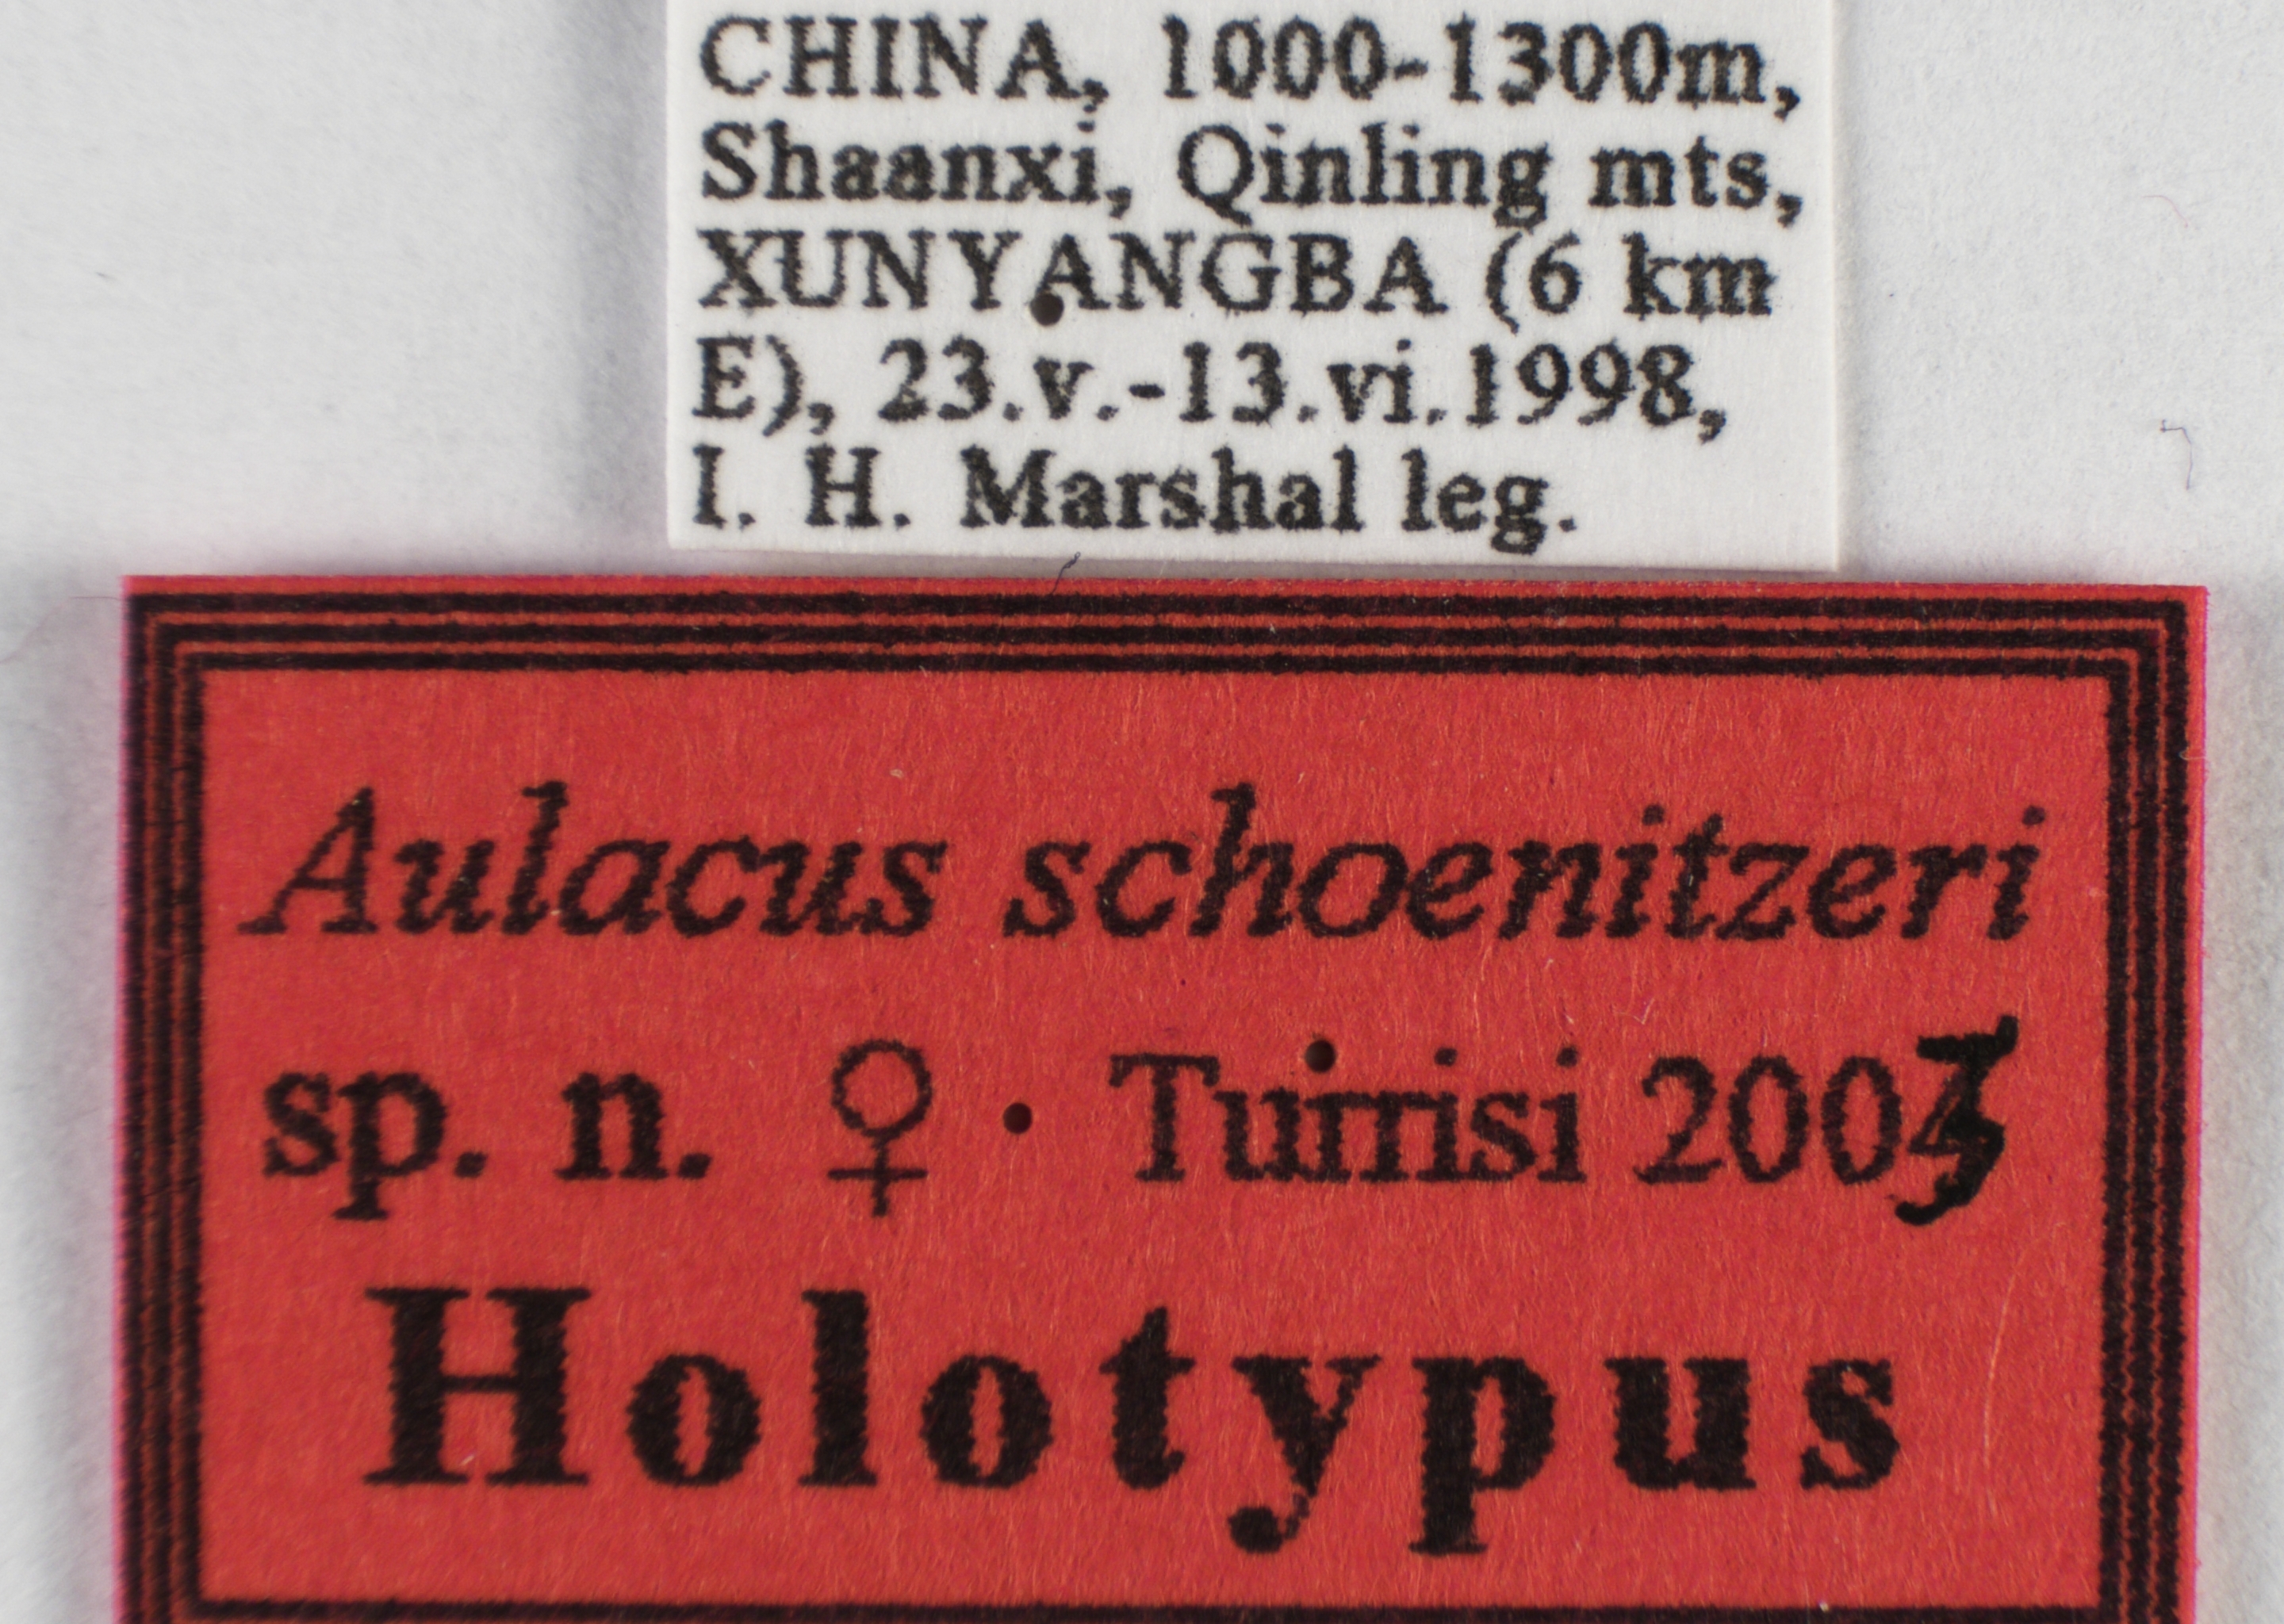 CHINA, 1000-1300m,
Shaanxi, Qinling mts,
XUNYANGBA (6 km
E), 23.v.-13.vi.1998,
I. H. Marshal leg.
Aulacus schoenitzeri
sp. n. ♀ Turrisi 2003
Holotypus